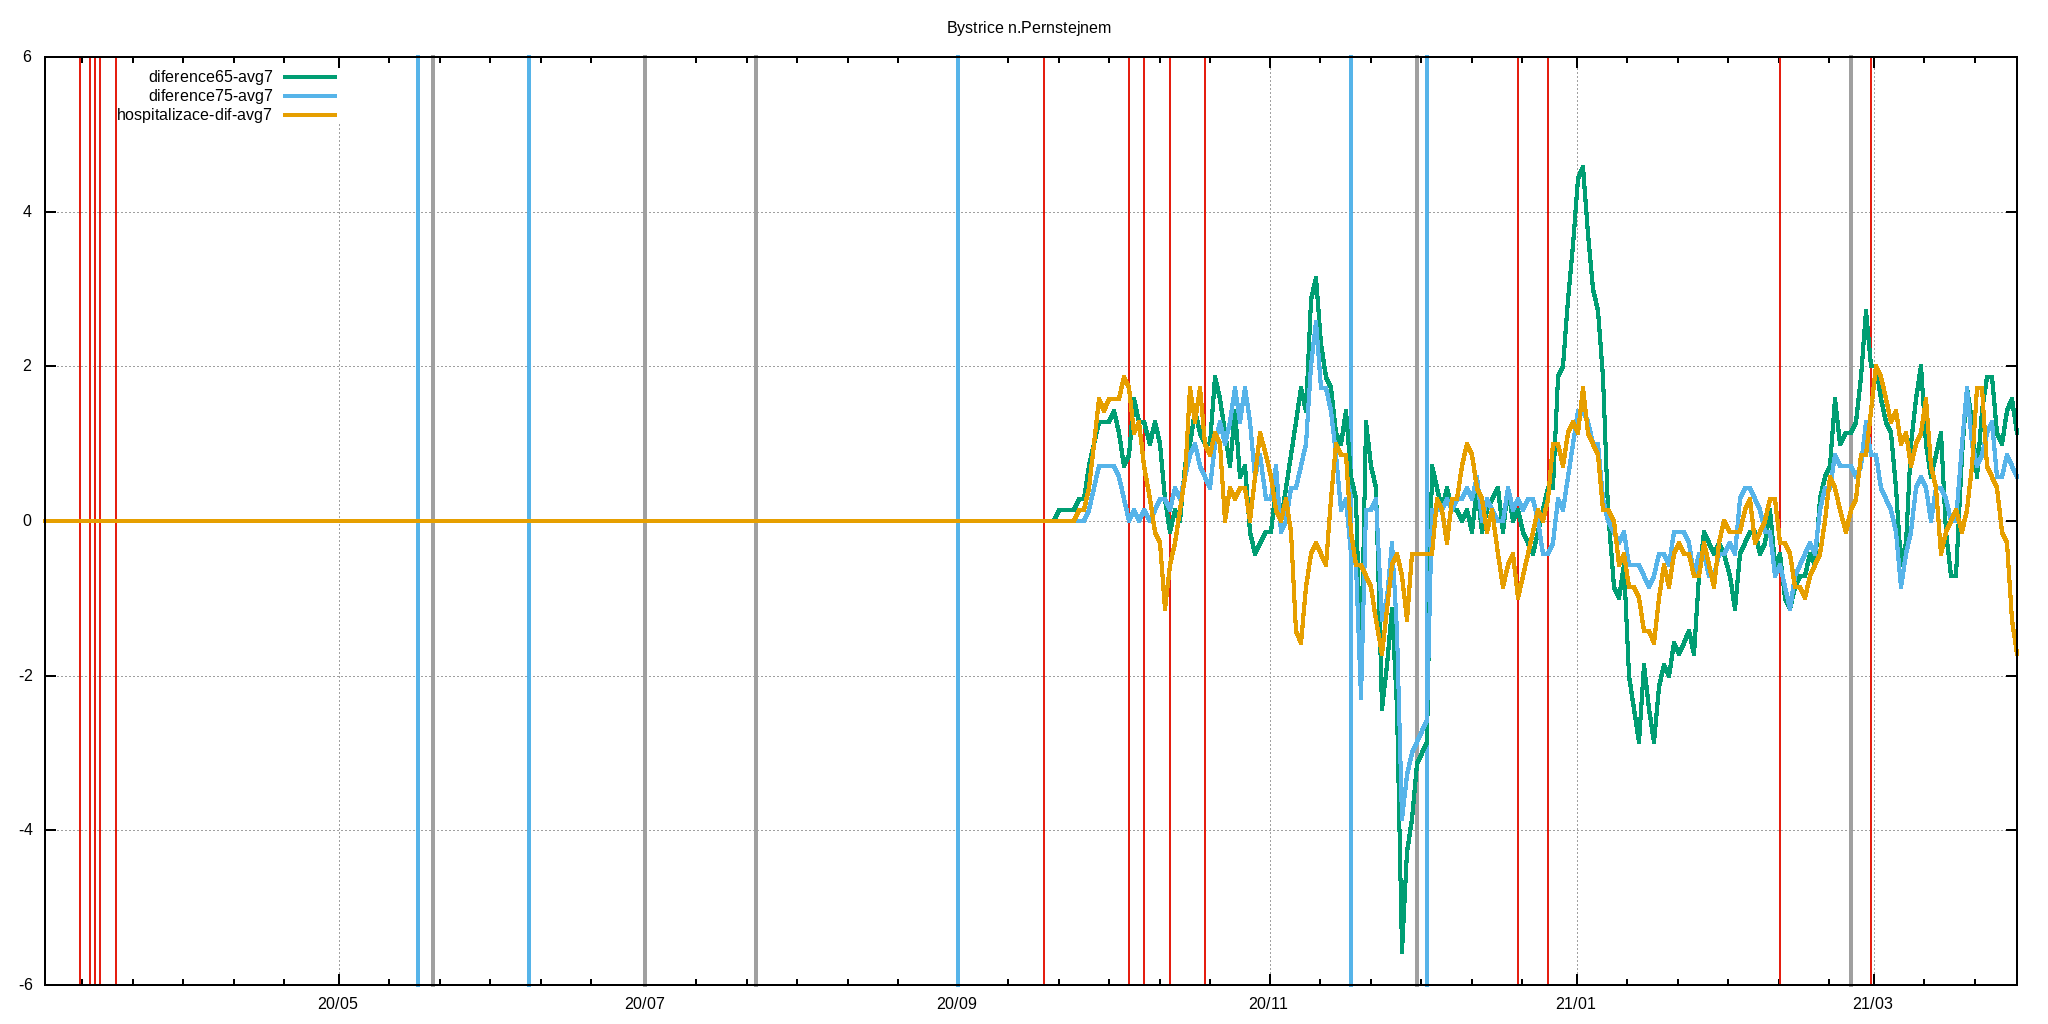 Bystrice n.Pernstejnem
6
diference65-avg7
diference75-avg7
hospitalizace-dif-avg7
4
2
0
-2
-4
-6
20/05 20/07 20/09 20/11 21/01 21/03